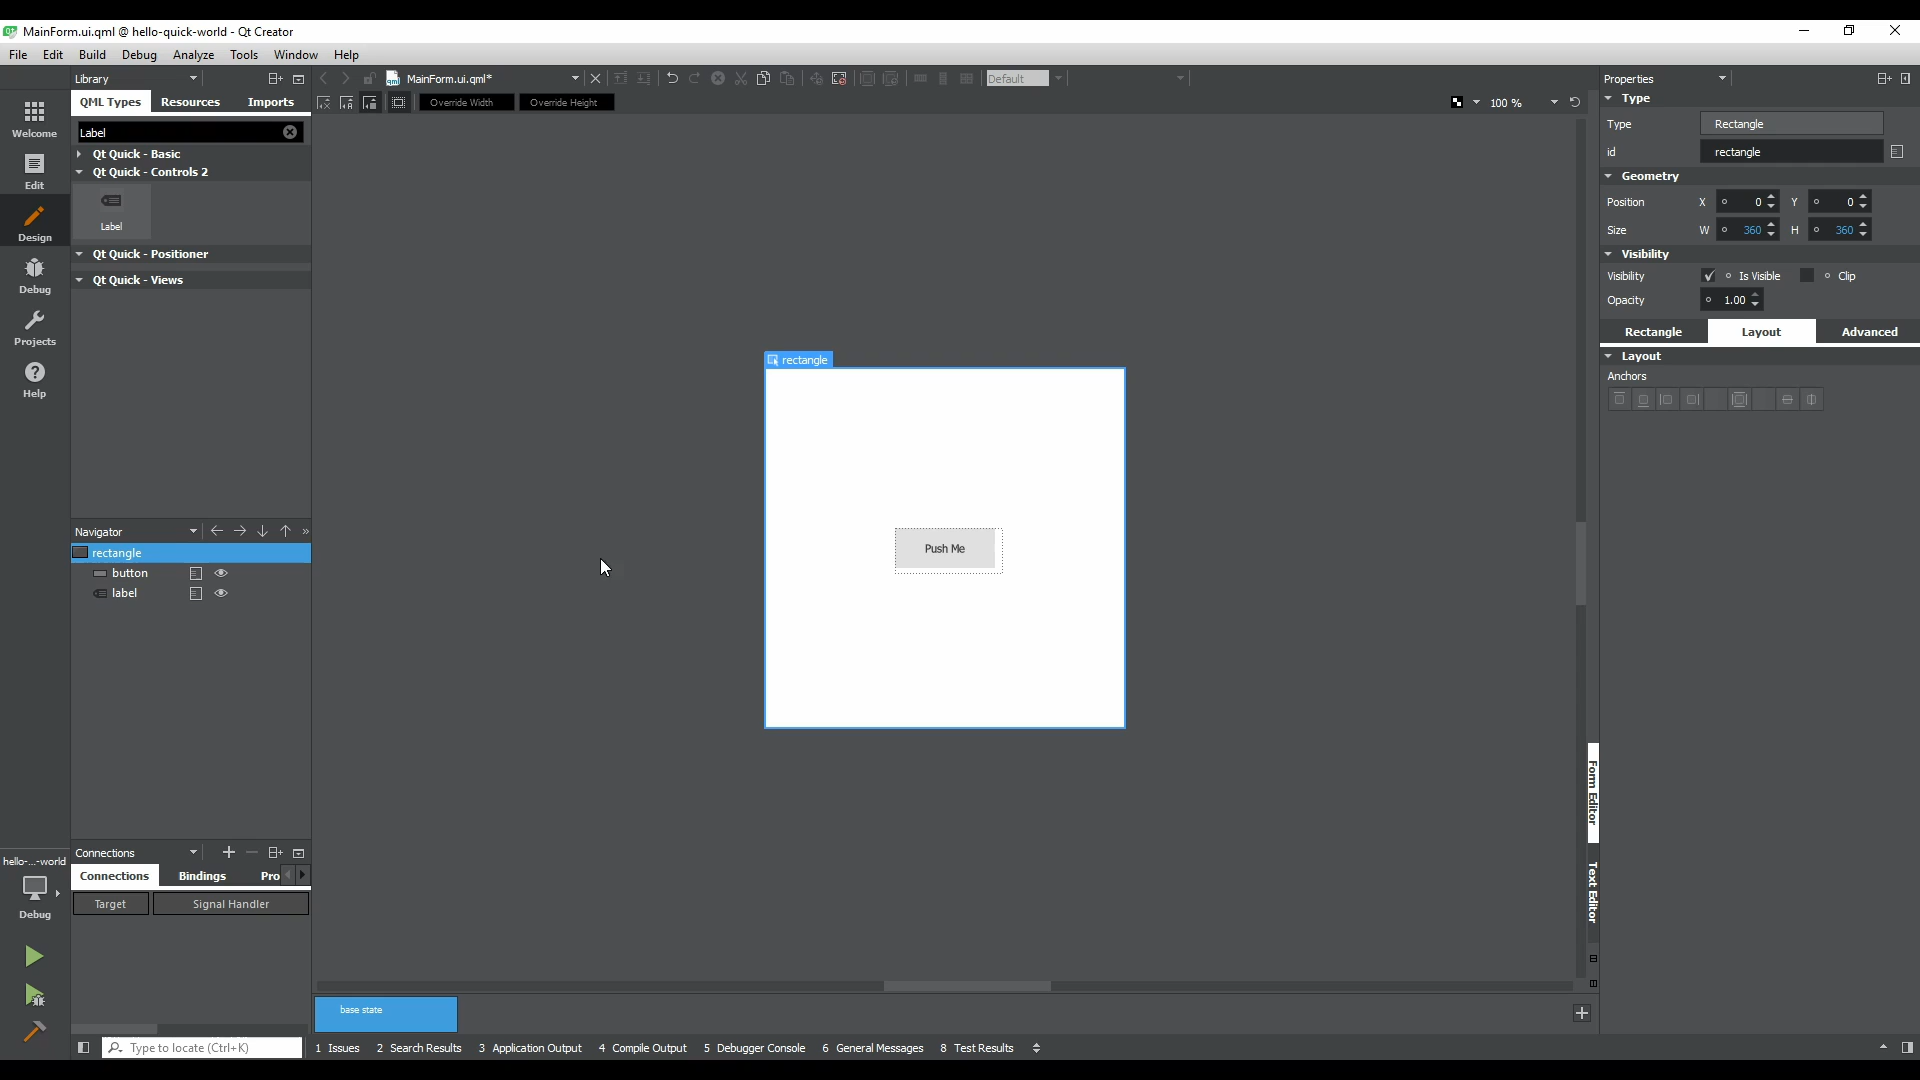 MainForm.ui.qml @ hello-quick-world - Qt Creator
File Edit Build Debug Analyze Tools Window Help
Library
MainForm.ui.qml*
Default
Properties
QML Types Resources Imports
Override Width Override Height
100 %
Type
Label
Type Rectangle
id rectangle
Welcome
Qt Quick - Basic
Qt Quick - Controls 2
Geometry
Edit
Label
Position X 0 Y 0
Size W 360 H 360
Design
Qt Quick - Positioner
Visibility
Qt Quick - Views
Visibility Is Visible Clip
Debug
Opacity 1.00
Rectangle Layout Advanced
Projects
Layout
rectangle
Anchors
Help
Navigator
rectangle
Push Me
button
label
Form Editor
Text Editor
Connections
hello-...-world
Connections Bindings Pro
Target Signal Handler
Debug
base state
Type to locate (Ctrl+K)
1 Issues 2 Search Results 3 Application Output 4 Compile Output 5 Debugger Console 6 General Messages 8 Test Results